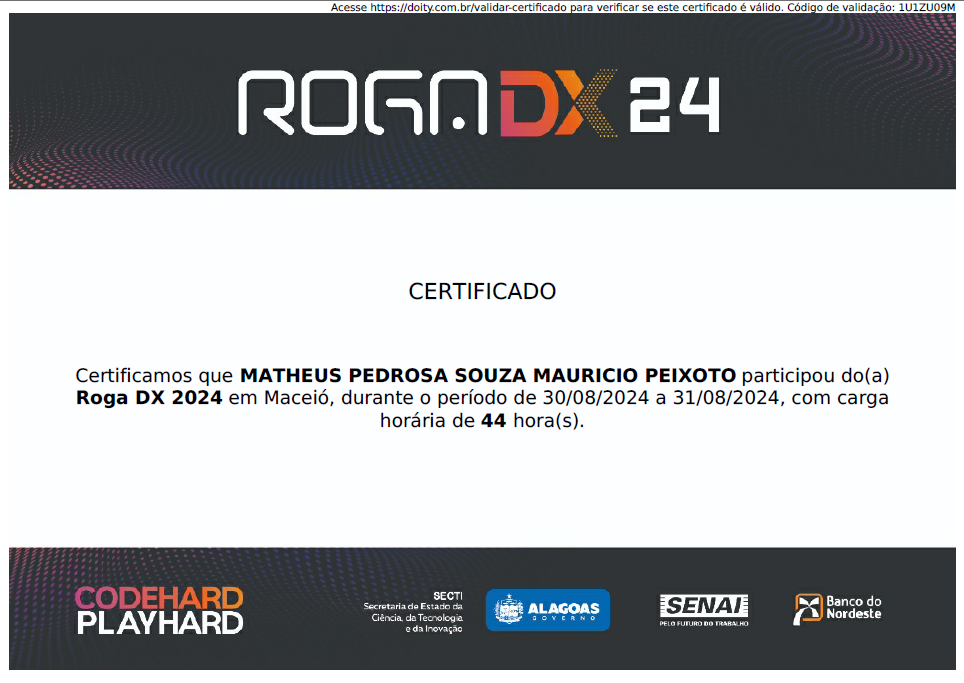 Acesse https://doity.com.br/validar-certificado para verificar se este certificado é válido. Código de validação: 1U1ZU09M
ROGADX 24
CERTIFICADO
Certificamos que MATHEUS PEDROSA SOUZA MAURICIO PEIXOTO participou do(a)
Roga DX 2024 em Maceió, durante o período de 30/08/2024 a 31/08/2024, com carga
horária de 44 hora(s).
CODEHARD
PLAYHARD
SECTI
Secretaria de Estado da
Ciência, da Tecnologia
e da Inovação
ALAGOAS
GOVERNO
SENAI
PELO FUTURO DO TRABALHO
Banco do
Nordeste